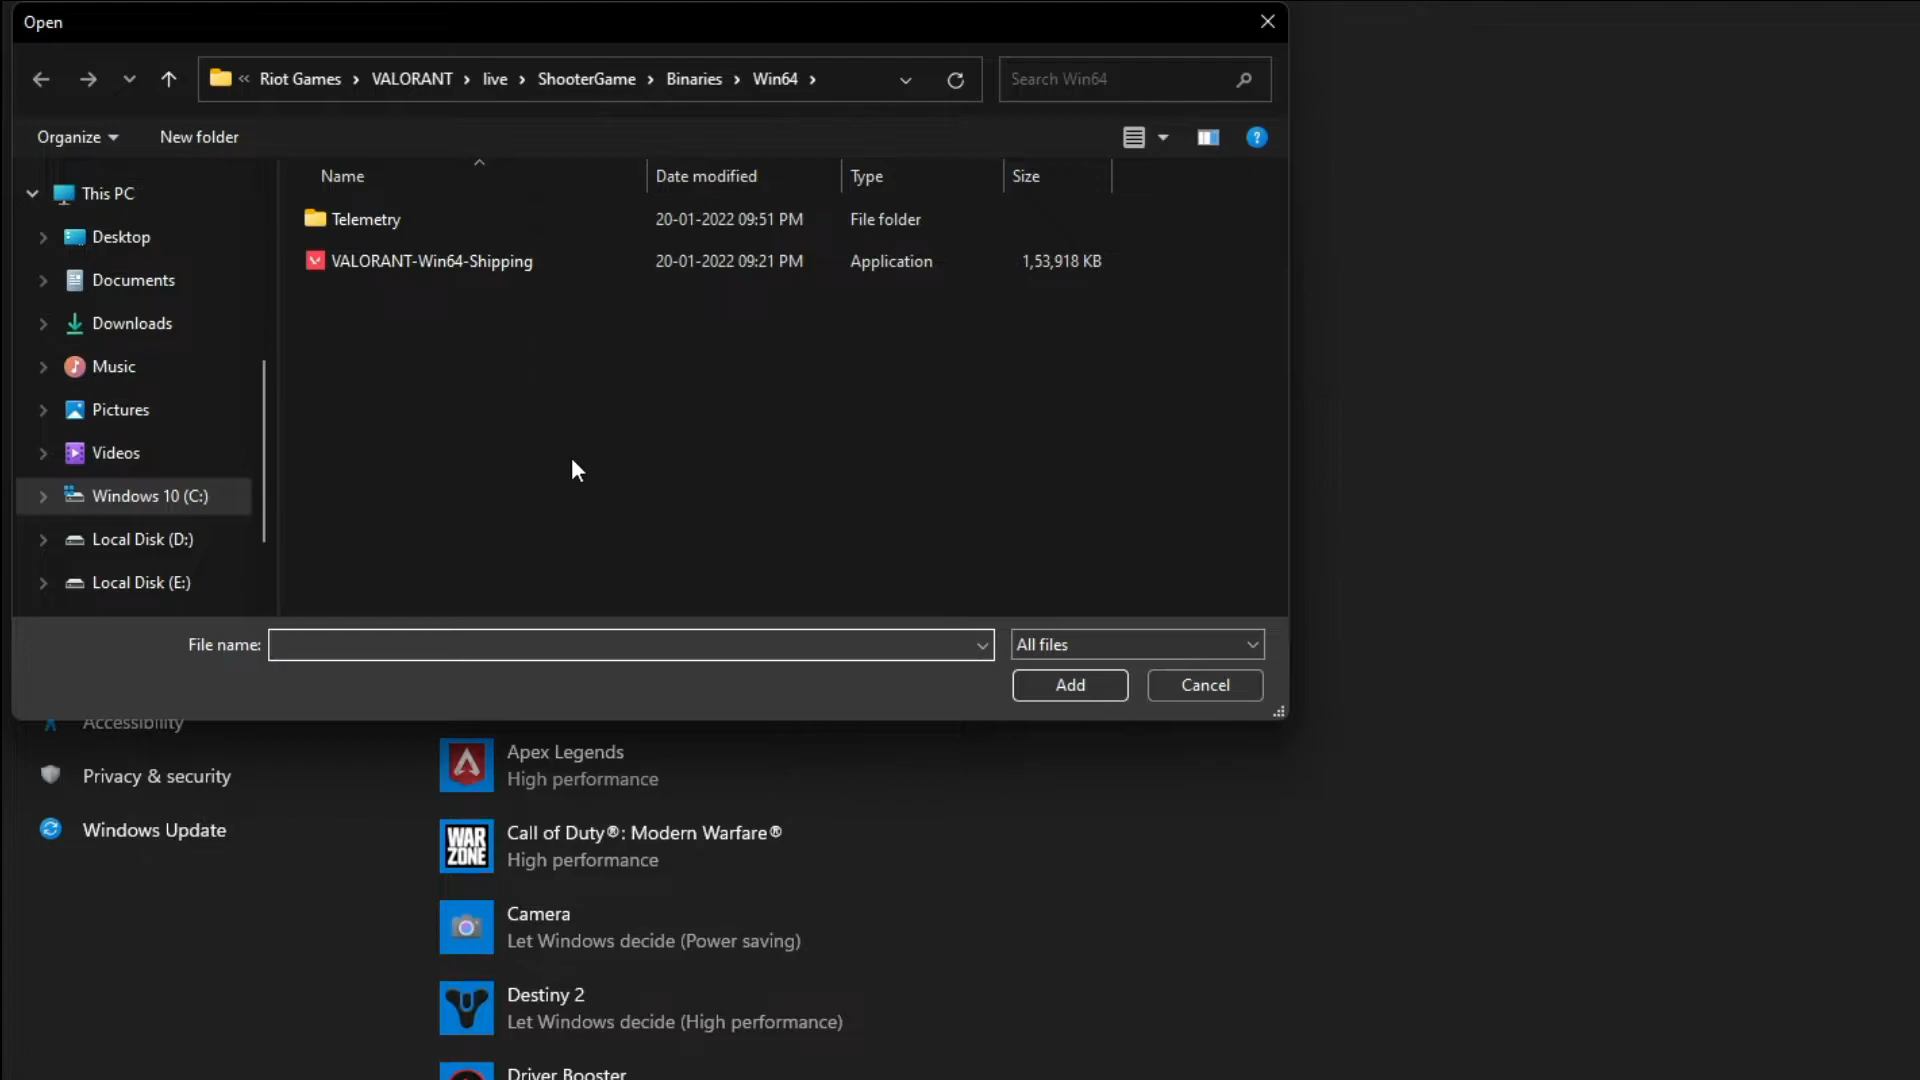 Open
« Riot Games › VALORANT › live › ShooterGame › Binaries › Win64 ›
Search Win64
Organize
New folder
Name
Date modified
Type
Size
This PC
Desktop
Documents
Downloads
Music
Pictures
Videos
Windows 10 (C:)
Local Disk (D:)
Local Disk (E:)
Telemetry 20-01-2022 09:51 PM File folder
VALORANT-Win64-Shipping 20-01-2022 09:21 PM Application 1,53,918 KB
File name:
All files
Add
Cancel
Accessibility
Privacy & security
Windows Update
Apex Legends
High performance
WAR
ZONE
Call of Duty®: Modern Warfare®
High performance
Camera
Let Windows decide (Power saving)
Destiny 2
Let Windows decide (High performance)
Driver Booster